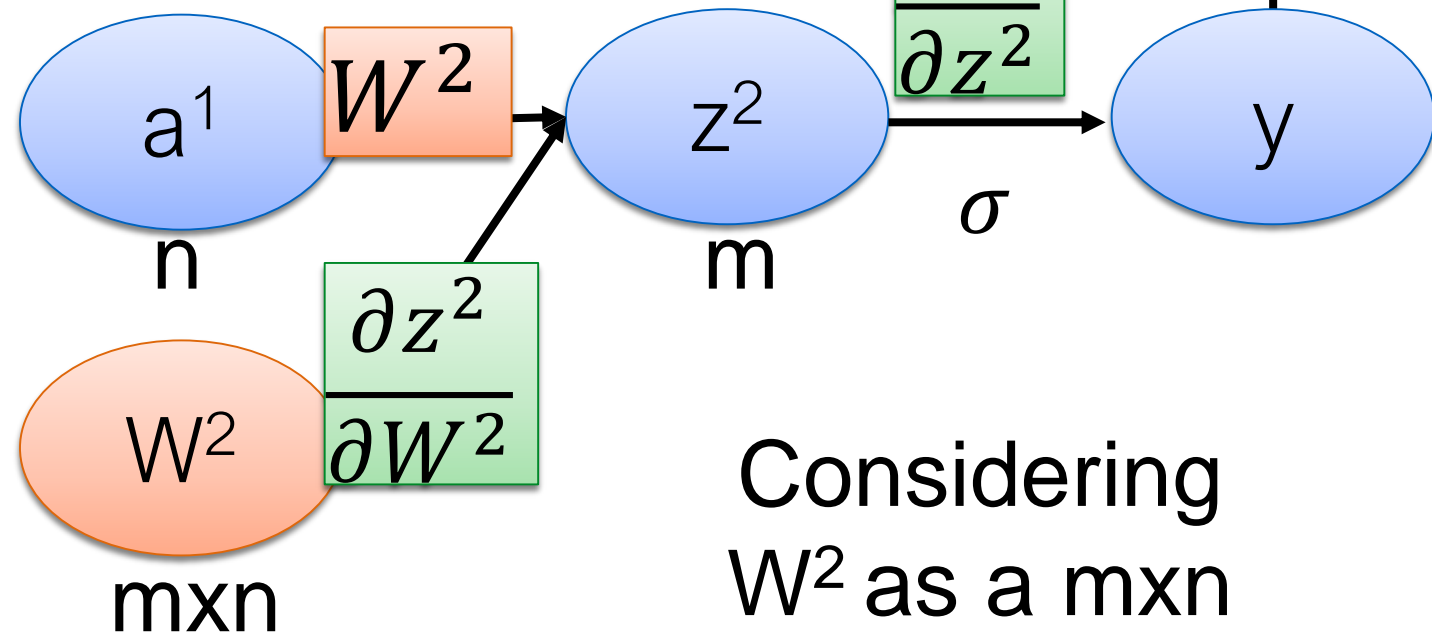 a¹ W² z² ∂z² y
σ
n m
∂z²
W² ∂W²
Considering
mxn W² as a mxn